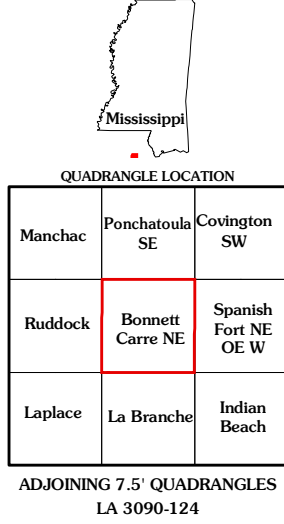 Mississippi
QUADRANGLE LOCATION
Manchac
Ponchatoula
SE
Covington
SW
Ruddock
Bonnett
Carre NE
Spanish
Fort NE
OE W
Laplace
La Branche
Indian
Beach
ADJOINING 7.5' QUADRANGLES
LA 3090-124